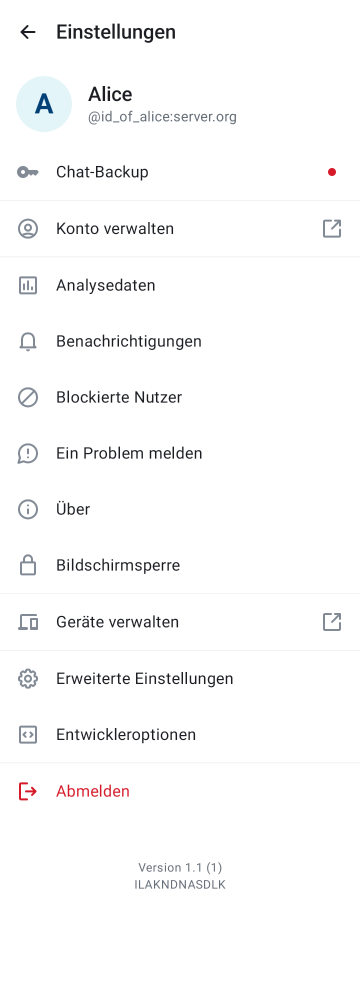 Einstellungen
A
Alice
@id_of_alice:server.org
Chat-Backup
Konto verwalten
Analysedaten
Benachrichtigungen
Blockierte Nutzer
Ein Problem melden
Über
Bildschirmsperre
Geräte verwalten
Erweiterte Einstellungen
Entwickleroptionen
Abmelden
Version 1.1 (1)
ILAKNDNASDLK